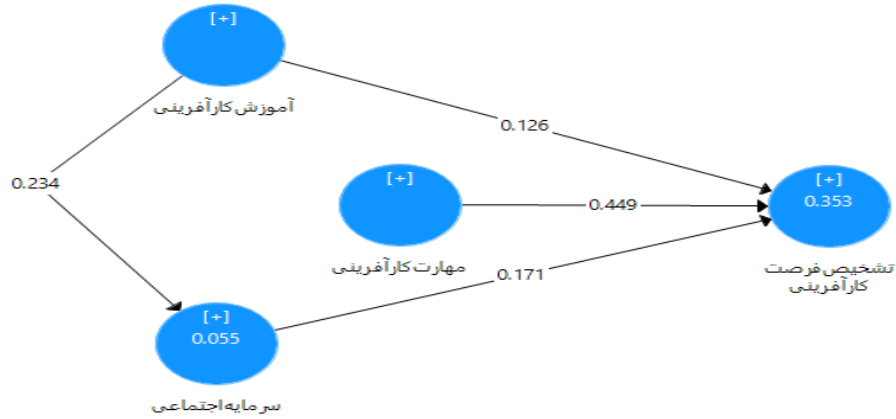 [+]
آموزش کارآفرینی
0.126
0.234
[+]
مهارت کارآفرینی
0.449
[+]
0.353
تشخیص فرصت
کارآفرینی
0.171
[+]
0.055
سرمایه اجتماعی